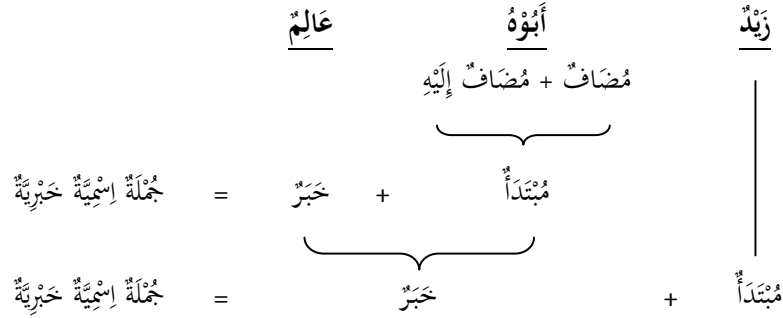 زَيْدٌ أَبُوْهُ عَالِمٌ
مُضَافٌ + مُضَافٌ إِلَيْهِ
مُبْتَدَأٌ + خَبَرٌ = جُمْلَةٌ اِسْمِيَّةٌ خَبْرِيَّةٌ
مُبْتَدَأٌ + خَبَرٌ = جُمْلَةٌ اِسْمِيَّةٌ خَبْرِيَّةٌ